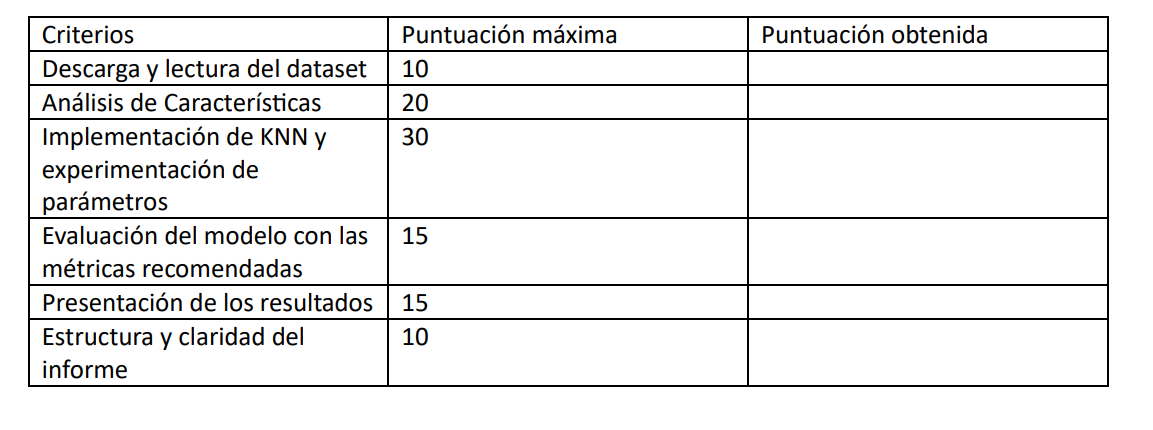 Criterios Puntuación máxima Puntuación obtenida
Descarga y lectura del dataset 10
Análisis de Características 20
Implementación de KNN y 30
experimentación de
parámetros
Evaluación del modelo con las 15
métricas recomendadas
Presentación de los resultados 15
Estructura y claridad del 10
informe